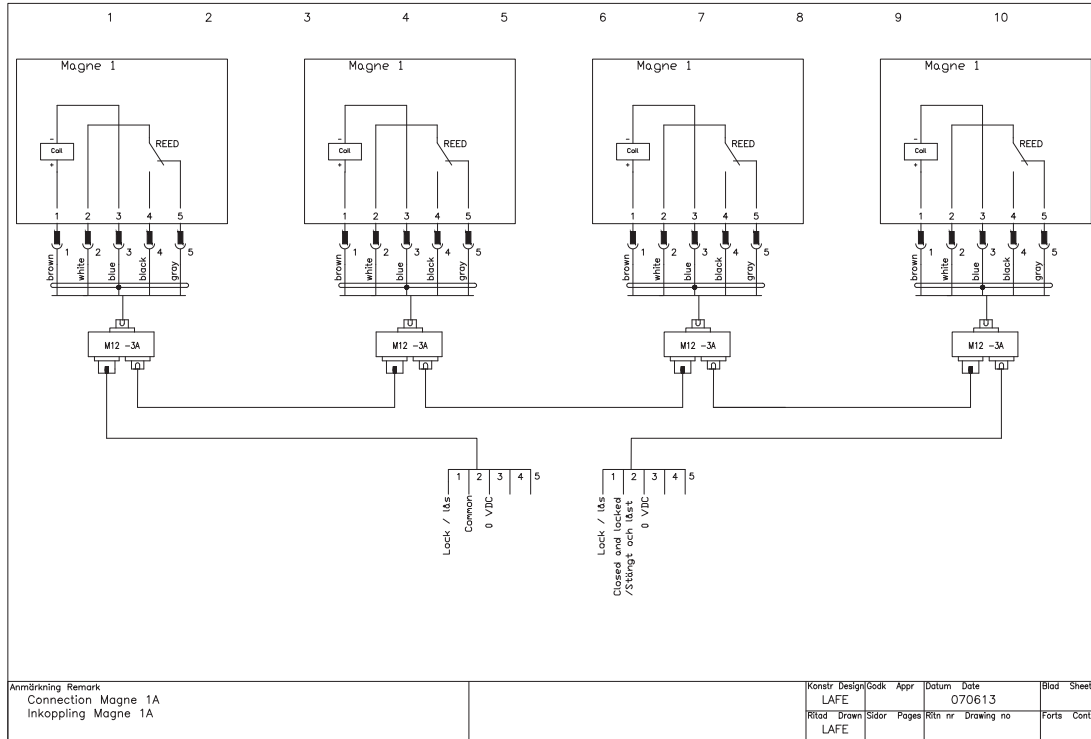 1 2 3 4 5 6 7 8 9 10
Magne 1 Magne 1 Magne 1 Magne 1
- - - -
REED REED REED REED
Coil Coil Coil Coil
+ + + +
1 2 3 4 5 1 2 3 4 5 1 2 3 4 5 1 2 3 4 5
1 2 3 4 5 1 2 3 4 5 1 2 3 4 5 1 2 3 4 5
brown white blue black gray brown white blue black gray brown white blue black gray brown white blue black gray
M12 -3A M12 -3A M12 -3A M12 -3A
1 2 3 4 5 1 2 3 4 5
Lock / lås
Common
0 VDC
Lock / lås
Closed and locked
/Stängt och låst
0 VDC
Anmärkning Remark
Connection Magne 1A
Inkoppling Magne 1A
Konstr Design Godk Appr Datum Date Blad Sheet
LAFE 070613
Ritad Drawn Sidor Pages Ritn nr Drawing no Forts Cont
LAFE